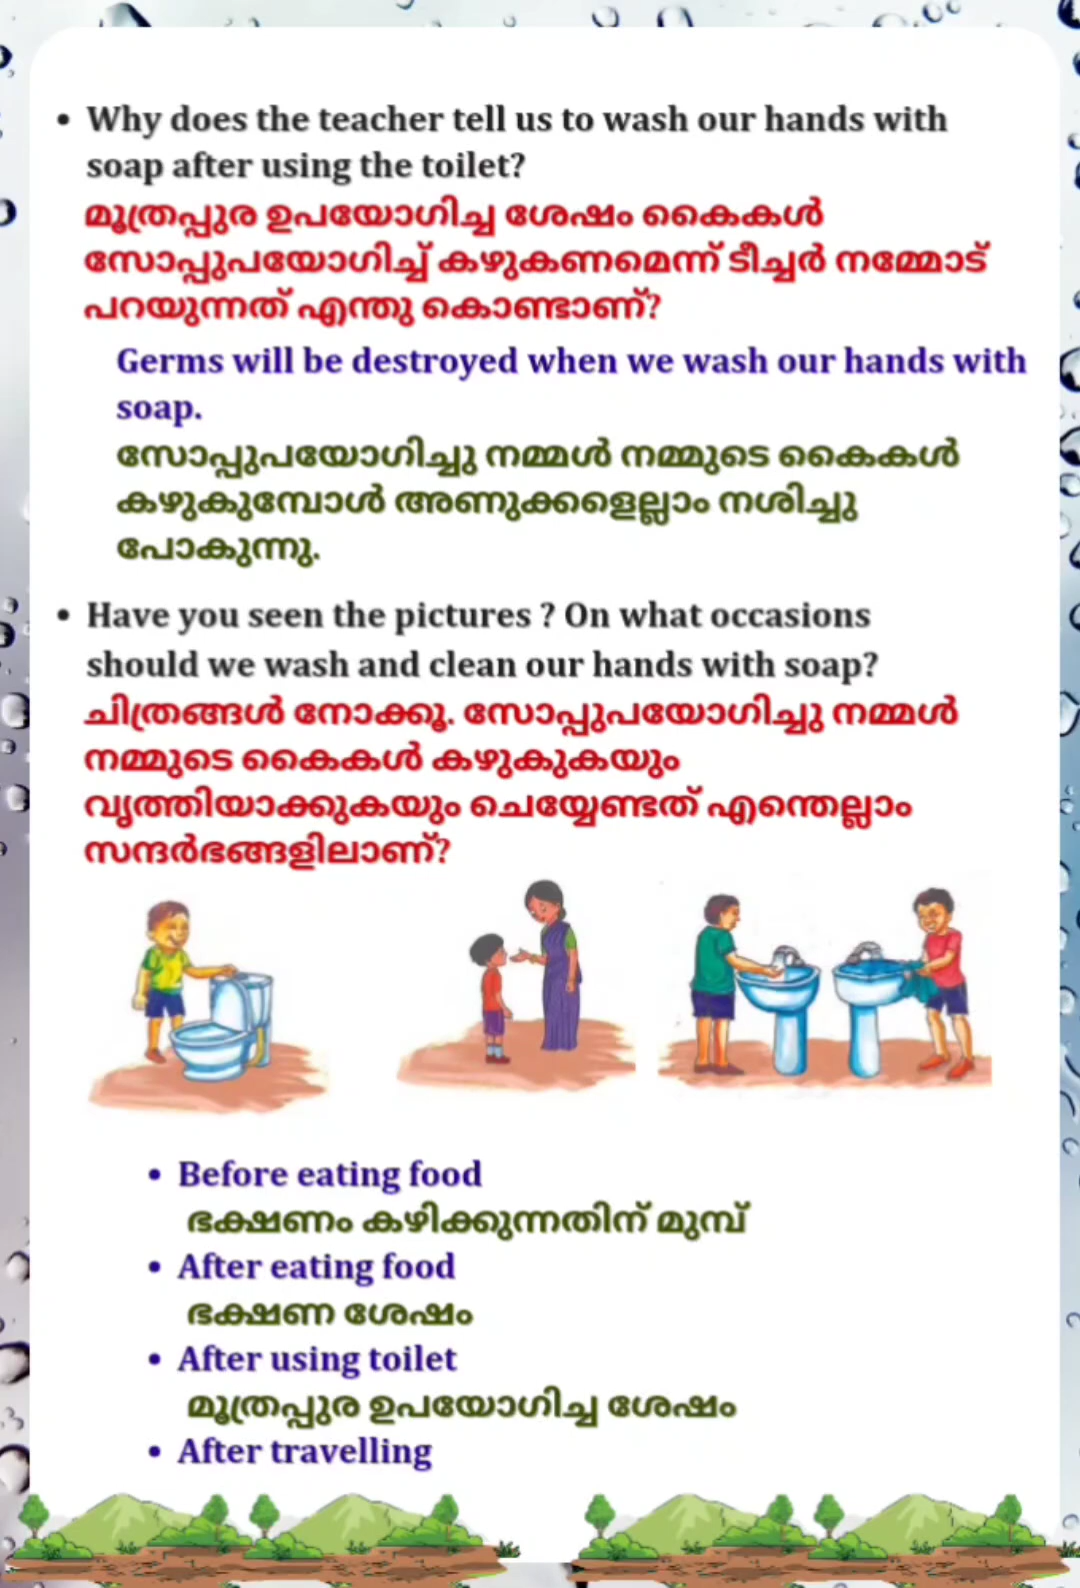 • Why does the teacher tell us to wash our hands with
soap after using the toilet?
മൂത്രപ്പുര ഉപയോഗിച്ച ശേഷം കൈകൾ
സോപ്പുപയോഗിച്ച് കഴുകണമെന്ന് ടീച്ചർ നമ്മോട്
പറയുന്നത് എന്തു കൊണ്ടാണ്?
Germs will be destroyed when we wash our hands with
soap.
സോപ്പുപയോഗിച്ചു നമ്മൾ നമ്മുടെ കൈകൾ
കഴുകുമ്പോൾ അണുക്കളെല്ലാം നശിച്ചു
പോകുന്നു.
• Have you seen the pictures ? On what occasions
should we wash and clean our hands with soap?
ചിത്രങ്ങൾ നോക്കൂ. സോപ്പുപയോഗിച്ചു നമ്മൾ
നമ്മുടെ കൈകൾ കഴുകുകയും
വൃത്തിയാക്കുകയും ചെയ്യേണ്ടത് എന്തെല്ലാം
സന്ദർഭങ്ങളിലാണ്?
• Before eating food
ഭക്ഷണം കഴിക്കുന്നതിന് മുമ്പ്
• After eating food
ഭക്ഷണ ശേഷം
• After using toilet
മൂത്രപ്പുര ഉപയോഗിച്ച ശേഷം
• After travelling